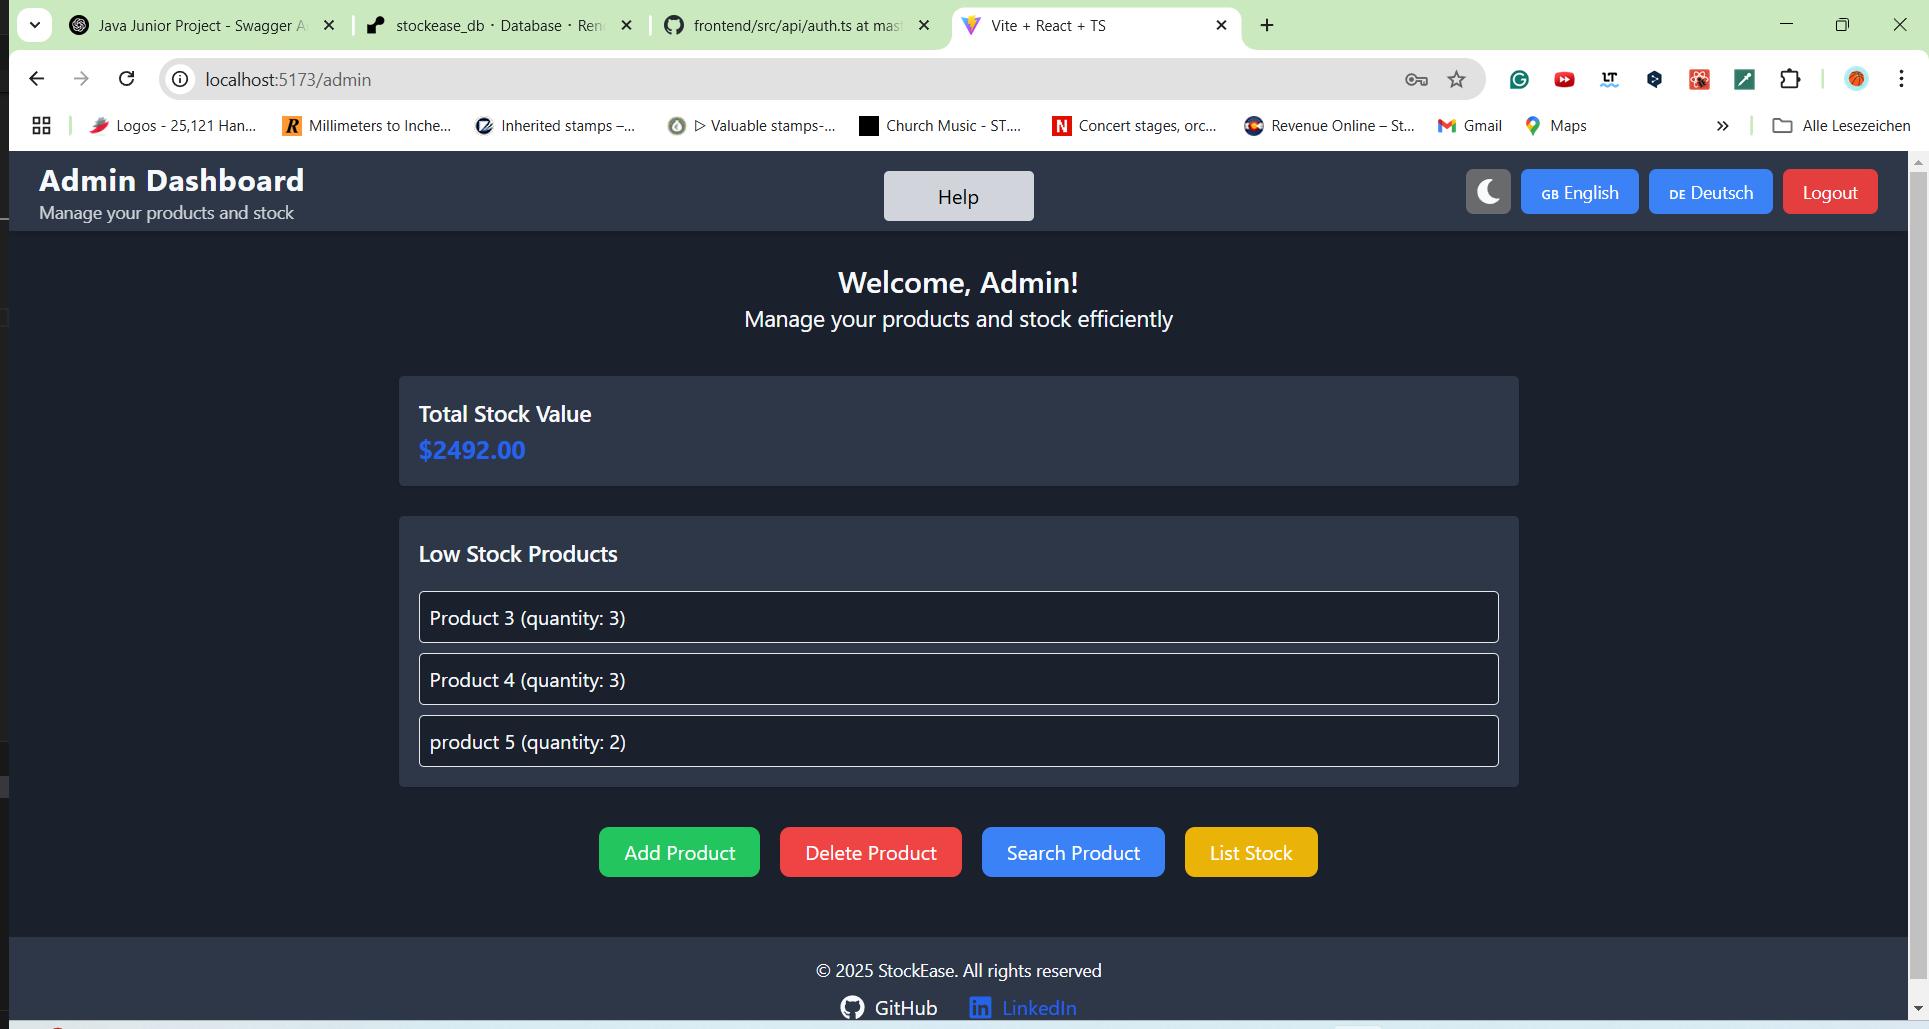 Java Junior Project - Swagger A
stockease_db · Database · Ren
frontend/src/api/auth.ts at mas
Vite + React + TS
localhost:5173/admin
Logos - 25,121 Han...
Millimeters to Inche...
Inherited stamps –...
▷ Valuable stamps-...
Church Music - ST....
Concert stages, orc...
Revenue Online – St...
Gmail
Maps
»
Alle Lesezeichen
Admin Dashboard
Manage your products and stock
Help
GB English
DE Deutsch
Logout
Welcome, Admin!
Manage your products and stock efficiently
Total Stock Value
$2492.00
Low Stock Products
Product 3 (quantity: 3)
Product 4 (quantity: 3)
product 5 (quantity: 2)
Add Product
Delete Product
Search Product
List Stock
© 2025 StockEase. All rights reserved
GitHub
LinkedIn